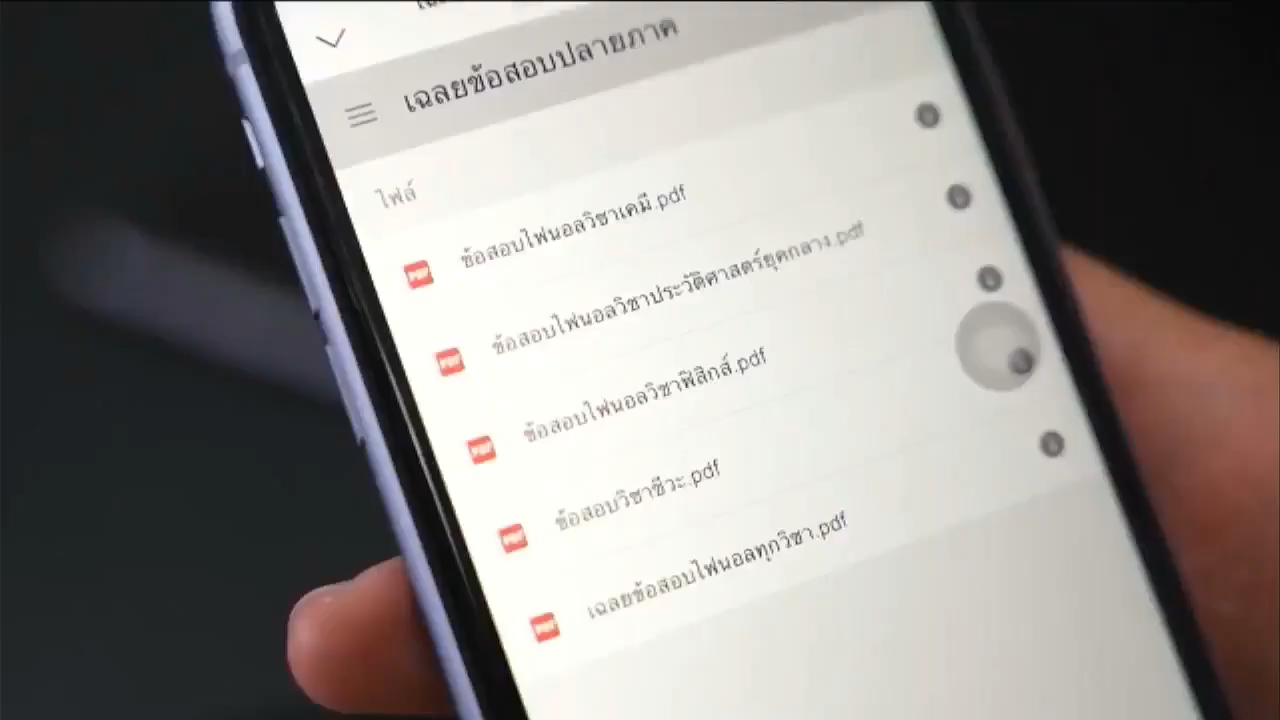 เฉลยข้อสอบปลายภาค
ไฟล์
ข้อสอบไฟนอลวิชาเคมี.pdf
ข้อสอบไฟนอลวิชาประวัติศาสตร์ยุคกลาง.pdf
ข้อสอบไฟนอลวิชาฟิสิกส์.pdf
ข้อสอบวิชาชีวะ.pdf
เฉลยข้อสอบไฟนอลทุกวิชา.pdf